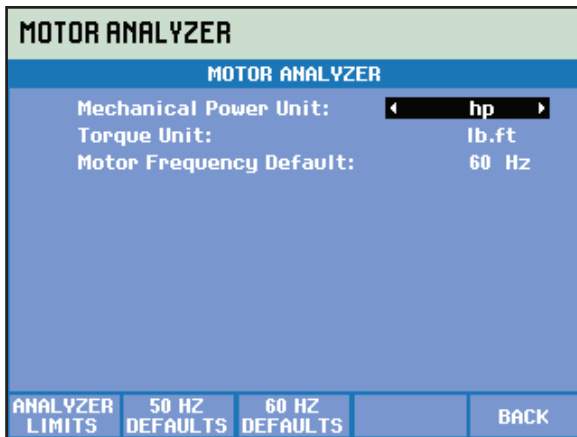 MOTOR ANALYZER
MOTOR ANALYZER
Mechanical Power Unit: hp
Torque Unit: lb.ft
Motor Frequency Default: 60 Hz
ANALYZER LIMITS
50 HZ DEFAULTS
60 HZ DEFAULTS
BACK